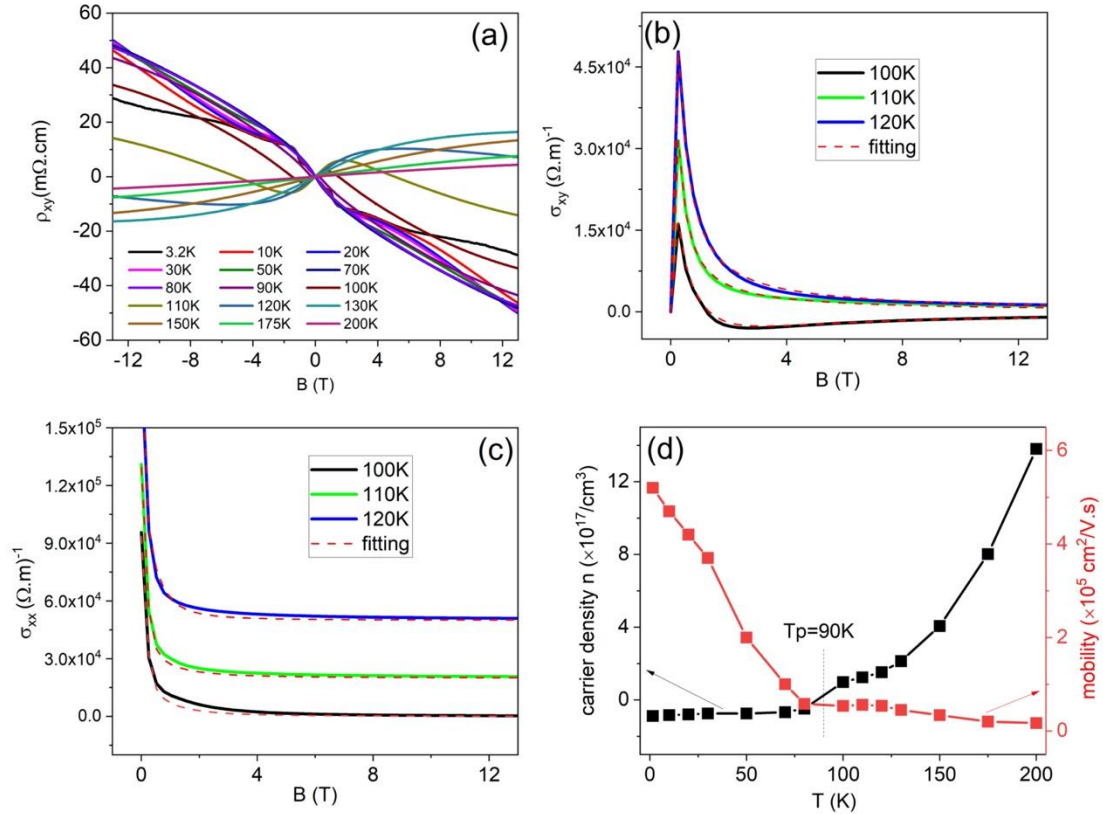 (a)
60
40
20
0
-20
-40
-60
ρxy(mΩ.cm)
3.2K 10K 20K
30K 50K 70K
80K 90K 100K
110K 120K 130K
150K 175K 200K
-12 -8 -4 0 4 8 12
B (T)
(b)
4.5x10⁴
3.0x10⁴
1.5x10⁴
0.0
σxy (Ω.m)⁻¹
100K
110K
120K
fitting
0 4 8 12
B (T)
(c)
1.5x10⁵
1.2x10⁵
9.0x10⁴
6.0x10⁴
3.0x10⁴
0.0
σxx (Ω.m)⁻¹
100K
110K
120K
fitting
0 4 8 12
B (T)
(d)
12
8
4
0
carrier density n (×10¹⁷/cm3)
Tp=90K
6
4
2
0
mobility (×10⁵ cm²/V.s)
0 50 100 150 200
T (K)